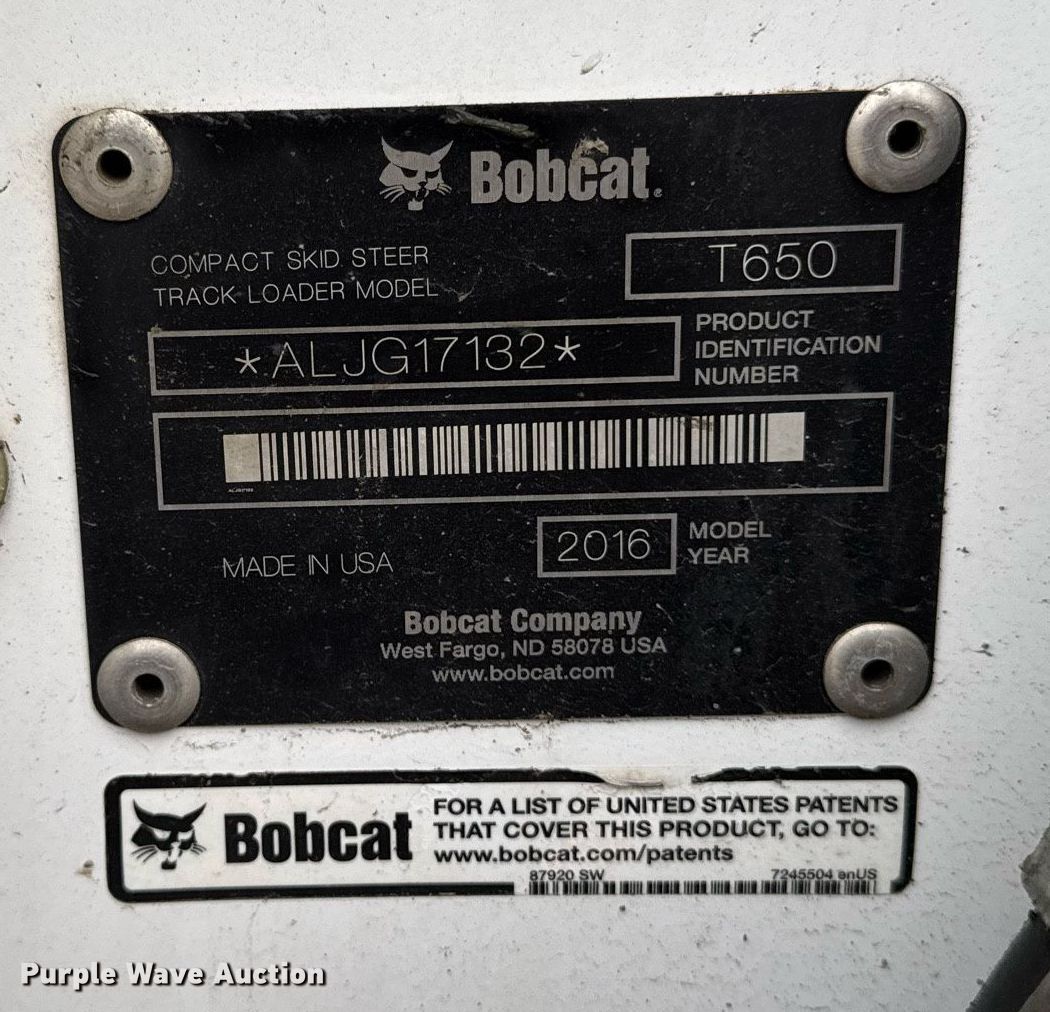 Bobcat®
COMPACT SKID STEER
TRACK LOADER MODEL
T650
*ALJG17132*
PRODUCT
IDENTIFICATION
NUMBER
MADE IN USA
2016
MODEL
YEAR
Bobcat Company
West Fargo, ND 58078 USA
www.bobcat.com
Bobcat
FOR A LIST OF UNITED STATES PATENTS
THAT COVER THIS PRODUCT, GO TO:
www.bobcat.com/patents
87920 SW
7245504 enUS
Purple Wave Auction